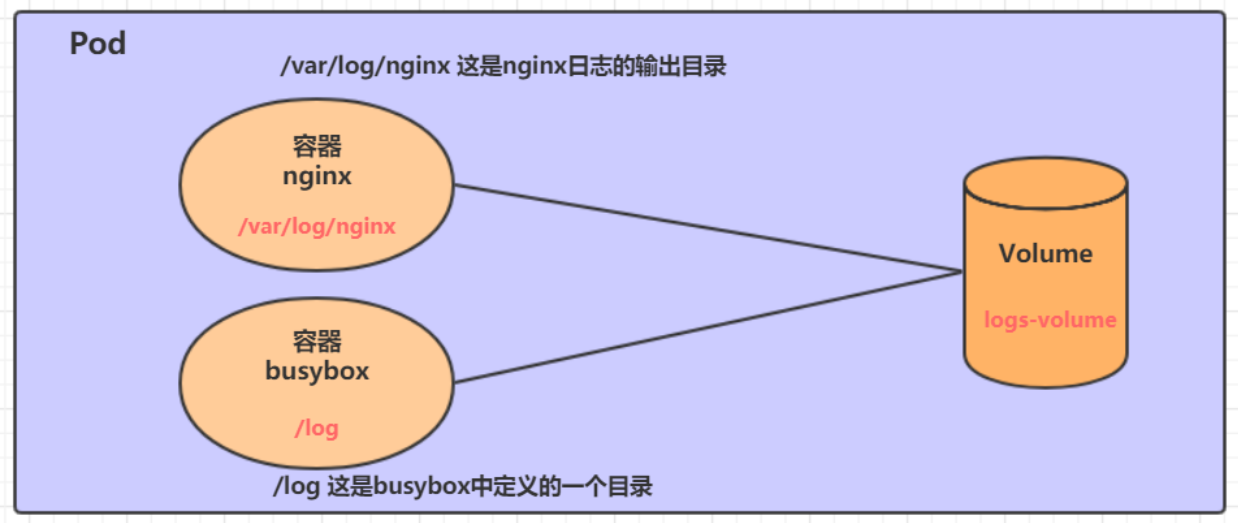 Pod
/var/log/nginx 这是nginx日志的输出目录
容器
nginx
/var/log/nginx
Volume
logs-volume
容器
busybox
/log
/log 这是busybox中定义的一个目录